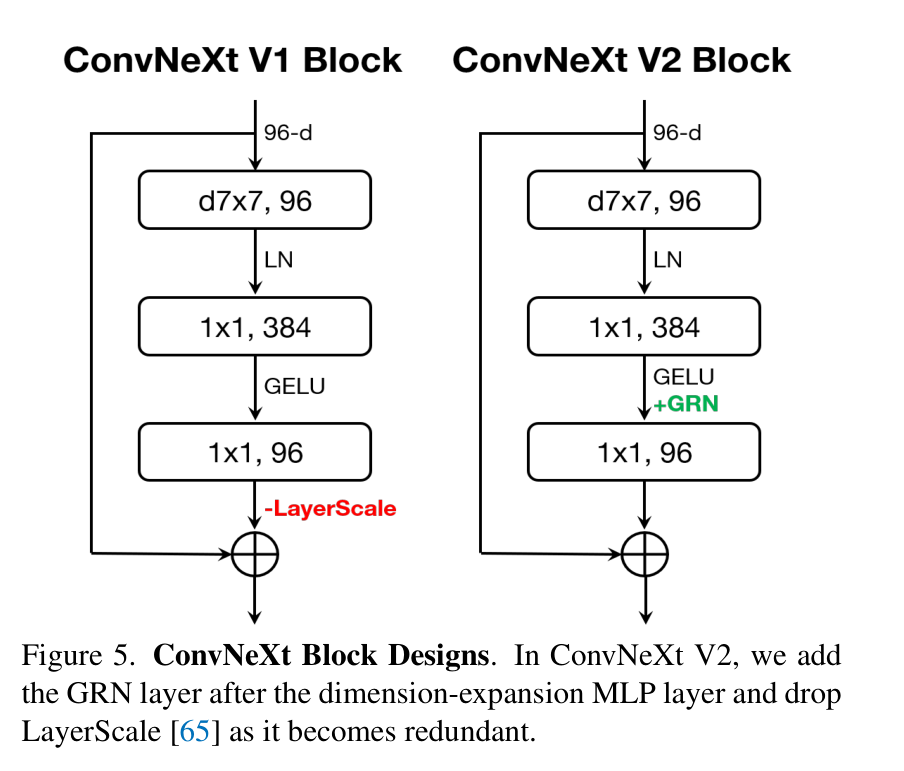 ConvNeXt V1 Block
96-d
d7x7, 96
LN
1x1, 384
GELU
1x1, 96
-LayerScale
ConvNeXt V2 Block
96-d
d7x7, 96
LN
1x1, 384
GELU
+GRN
1x1, 96
Figure 5. ConvNeXt Block Designs. In ConvNeXt V2, we add
the GRN layer after the dimension-expansion MLP layer and drop
LayerScale [65] as it becomes redundant.